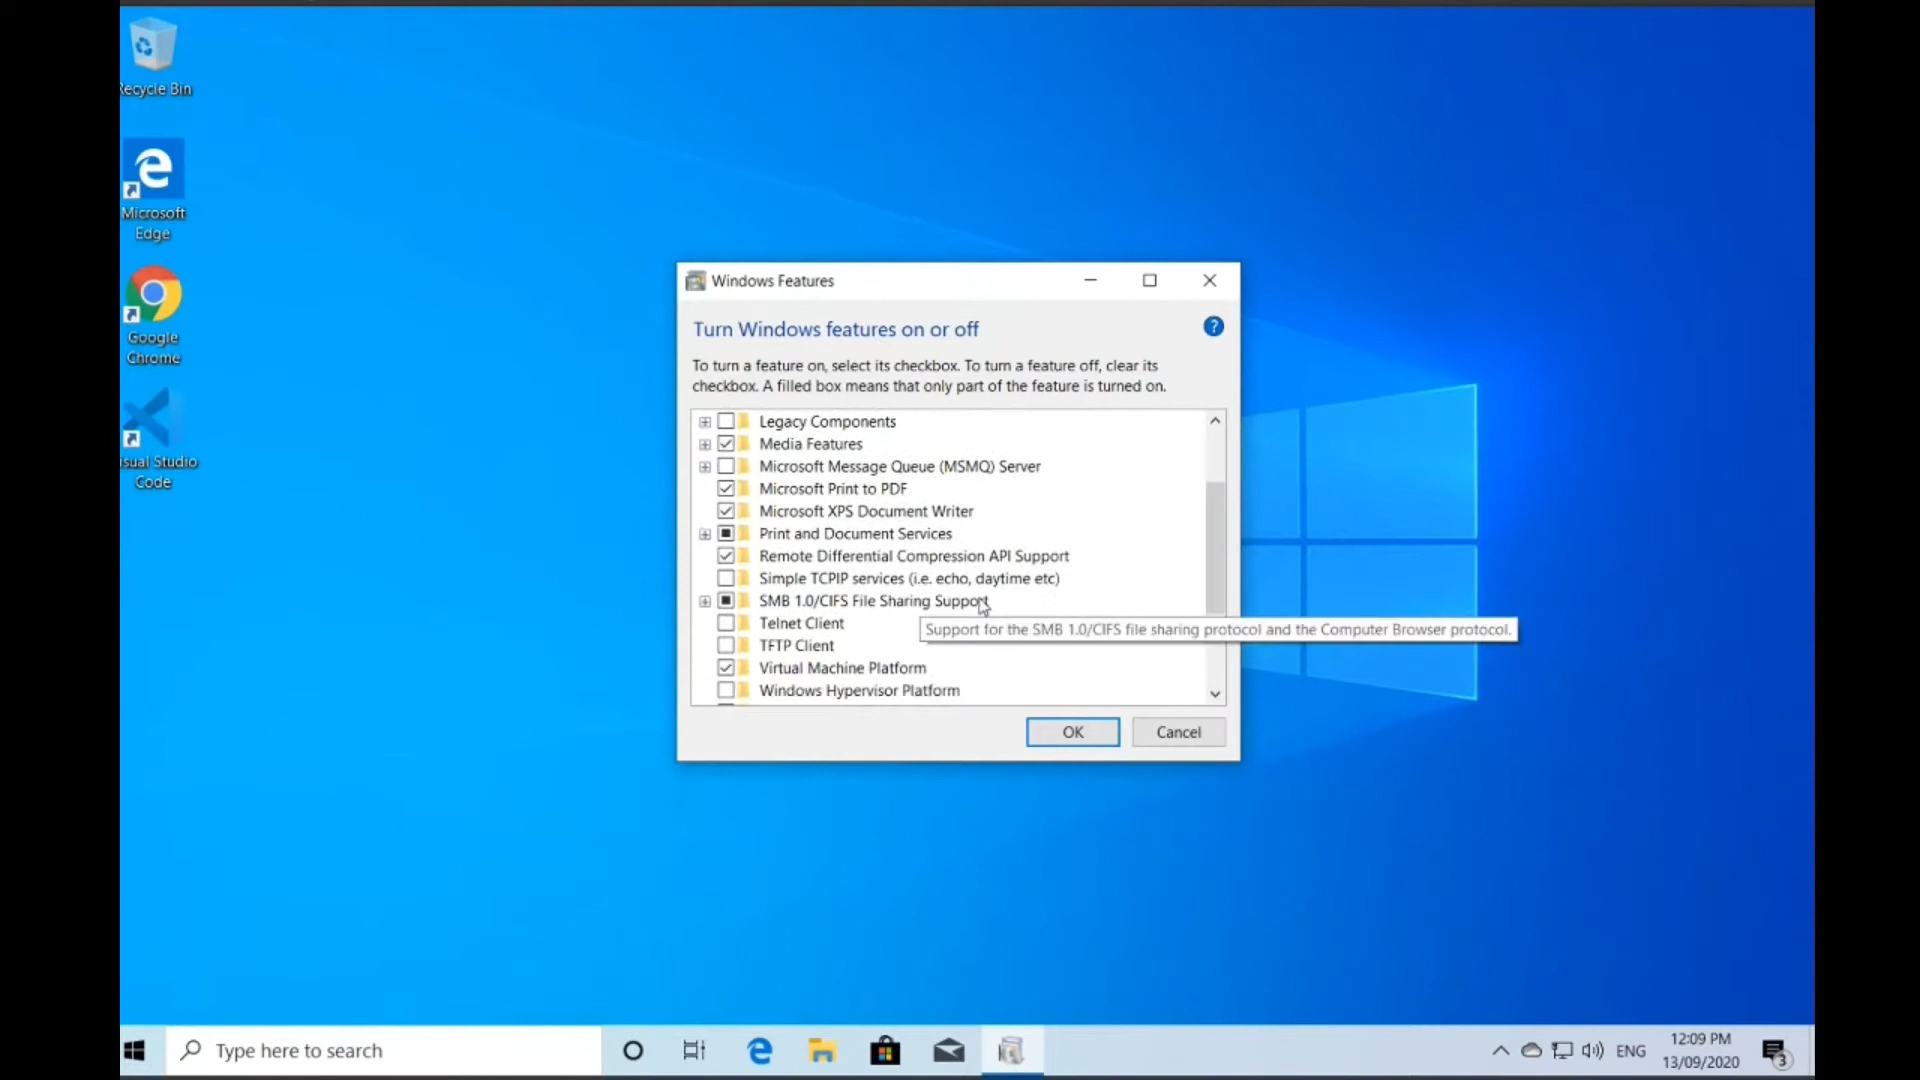 Recycle Bin
Microsoft
Edge
Google
Chrome
Visual Studio
Code
Windows Features
Turn Windows features on or off
?
To turn a feature on, select its checkbox. To turn a feature off, clear its
checkbox. A filled box means that only part of the feature is turned on.
Legacy Components
Media Features
Microsoft Message Queue (MSMQ) Server
Microsoft Print to PDF
Microsoft XPS Document Writer
Print and Document Services
Remote Differential Compression API Support
Simple TCPIP services (i.e. echo, daytime etc)
SMB 1.0/CIFS File Sharing Support
Telnet Client
Support for the SMB 1.0/CIFS file sharing protocol and the Computer Browser protocol.
TFTP Client
Virtual Machine Platform
Windows Hypervisor Platform
OK
Cancel
Type here to search
ENG
12:09 PM
13/09/2020
3